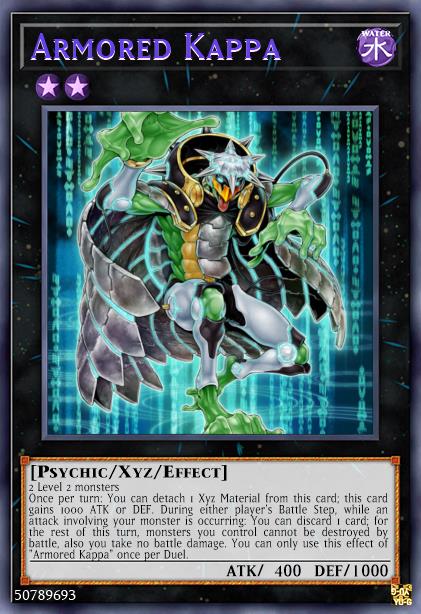 ARMORED KAPPA
WATER
水
[PSYCHIC/XYZ/EFFECT]
2 Level 2 monsters
Once per turn: You can detach 1 Xyz Material from this card; this card
gains 1000 ATK or DEF. During either player's Battle Step, while an
attack involving your monster is occurring: You can discard 1 card; for
the rest of this turn, monsters you control cannot be destroyed by
battle, also you take no battle damage. You can only use this effect of
"Armored Kappa" once per Duel.
ATK/ 400 DEF/1000
50789693